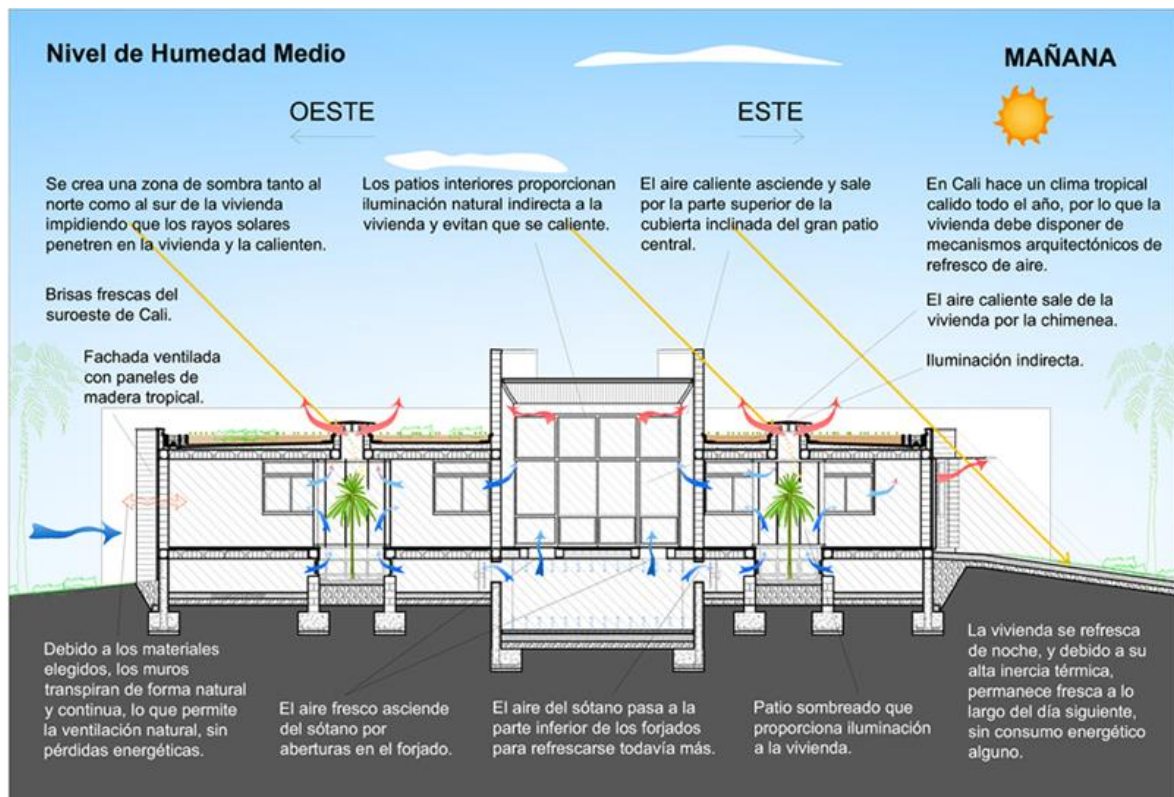 Nivel de Humedad Medio
MAÑANA
OESTE
ESTE
Se crea una zona de sombra tanto al
norte como al sur de la vivienda
impidiendo que los rayos solares
penetren en la vivienda y la calienten.
Los patios interiores proporcionan
iluminación natural indirecta a la
vivienda y evitan que se caliente.
El aire caliente asciende y sale
por la parte superior de la
cubierta inclinada del gran patio
central.
En Cali hace un clima tropical
calido todo el año, por lo que la
vivienda debe disponer de
mecanismos arquitectónicos de
refresco de aire.
Brisas frescas del
suroeste de Cali.
El aire caliente sale de la
vivienda por la chimenea.
Fachada ventilada
con paneles de
madera tropical.
Iluminación indirecta.
Debido a los materiales
elegidos, los muros
transpiran de forma natural
y continua, lo que permite
la ventilación natural, sin
pérdidas energéticas.
El aire fresco asciende
del sótano por
aberturas en el forjado.
El aire del sótano pasa a la
parte inferior de los forjados
para refrescarse todavía más.
Patio sombreado que
proporciona iluminación
a la vivienda.
La vivienda se refresca
de noche, y debido a su
alta inercia térmica,
permanece fresca a lo
largo del día siguiente,
sin consumo energético
alguno.